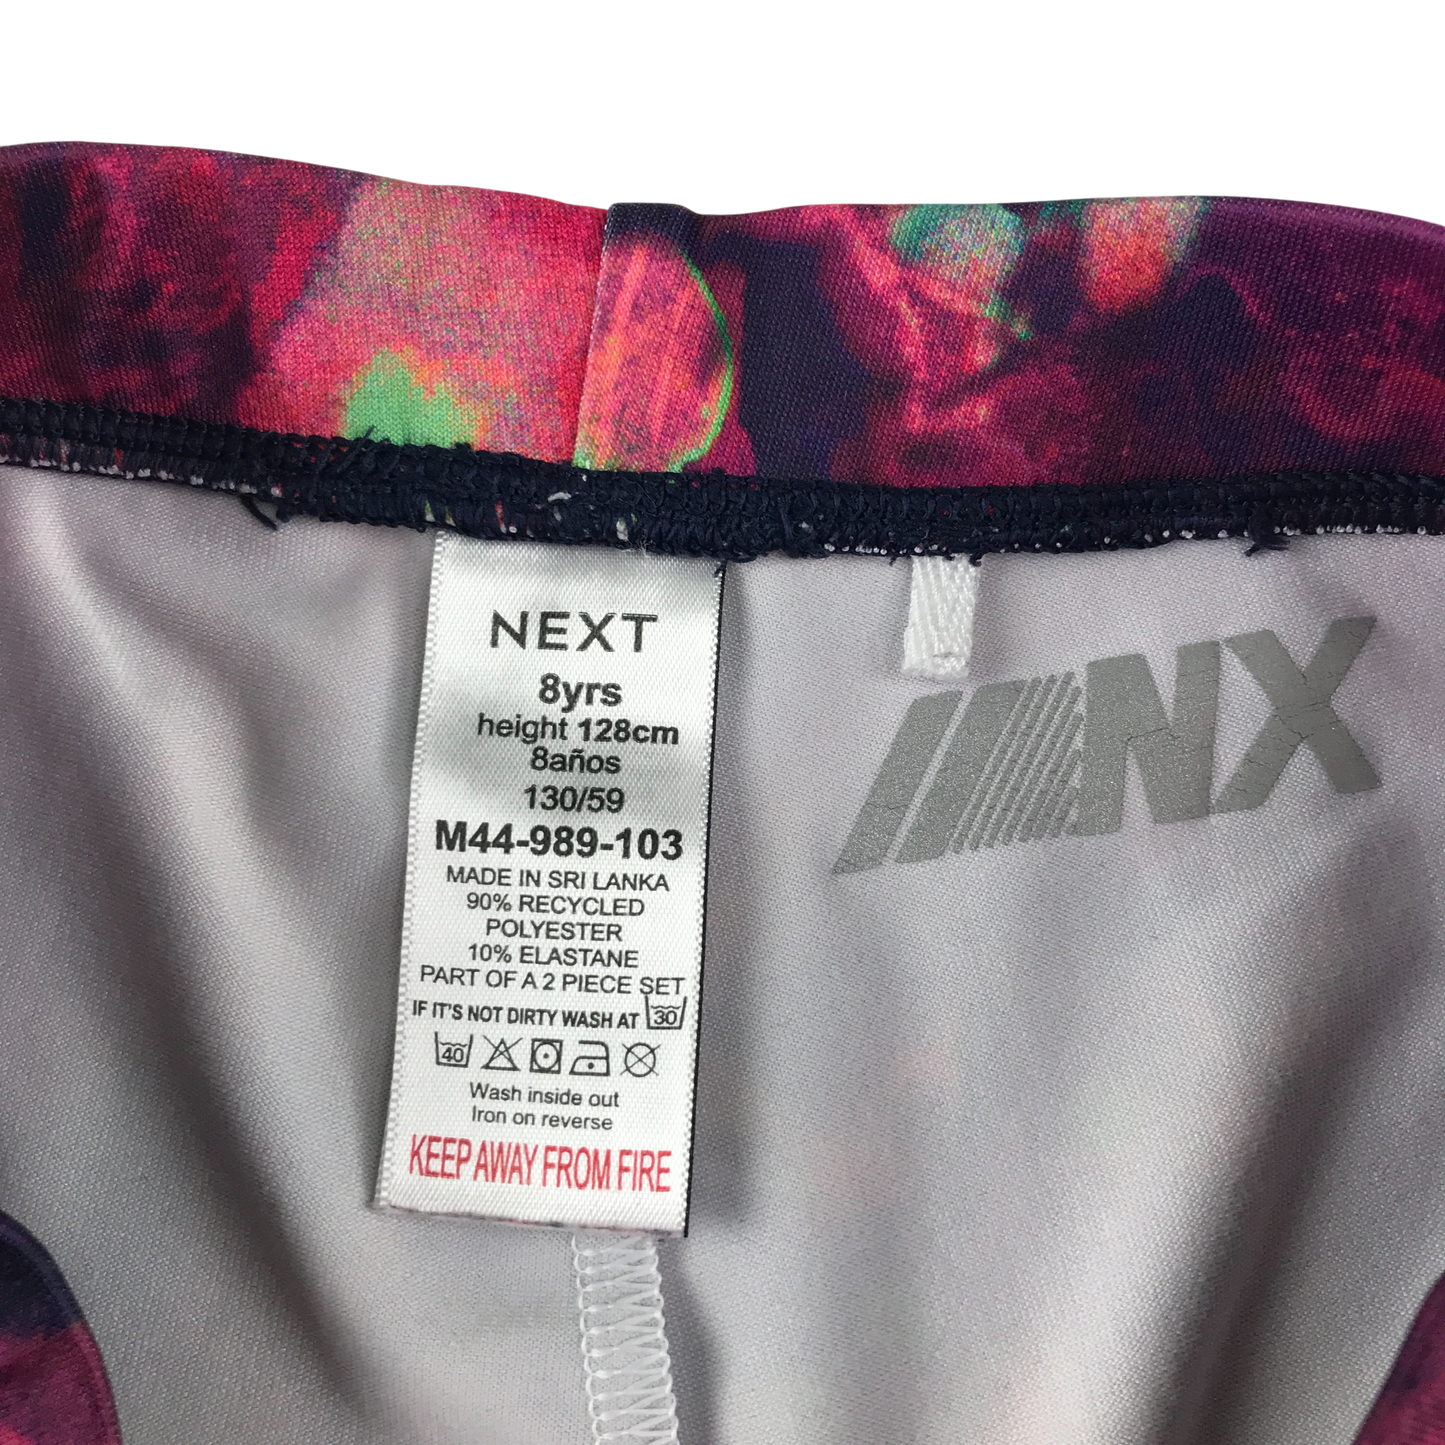 NEXT
8yrs
height 128cm
8años
130/59
M44-989-103
MADE IN SRI LANKA
90% RECYCLED
POLYESTER
10% ELASTANE
PART OF A 2 PIECE SET
IF IT'S NOT DIRTY WASH AT 30
40
Wash inside out
Iron on reverse
KEEP AWAY FROM FIRE
NX